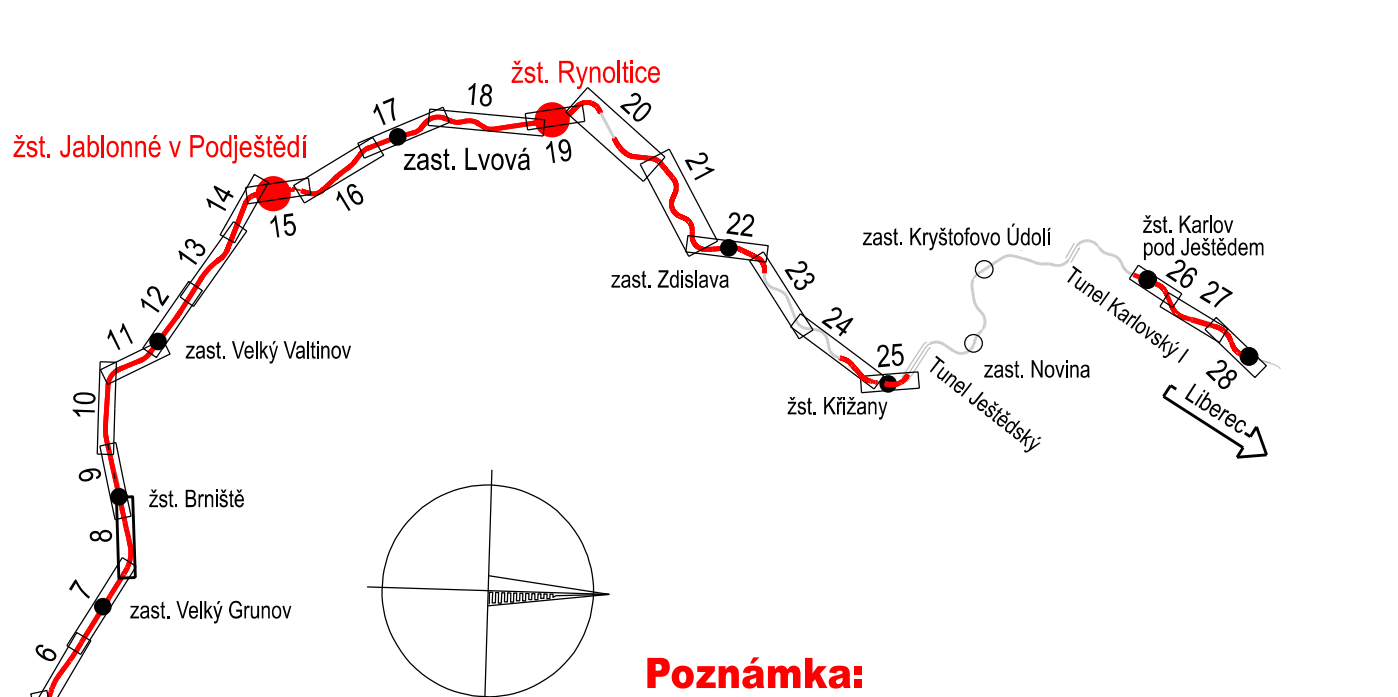 žst. Rynoltice
18
20
17
žst. Jablonné v Podještědí
zast. Lvová
19
21
14
16
15
22
žst. Karlov
pod Ještědem
zast. Kryštofovo Údolí
13
zast. Zdislava
23
26
27
Tunel Karlovský I
12
24
11
zast. Velký Valtinov
25
zast. Novina
28
Tunel Ještědský
10
žst. Křižany
Liberec
9
žst. Brniště
8
7
zast. Velký Grunov
6
Poznámka: